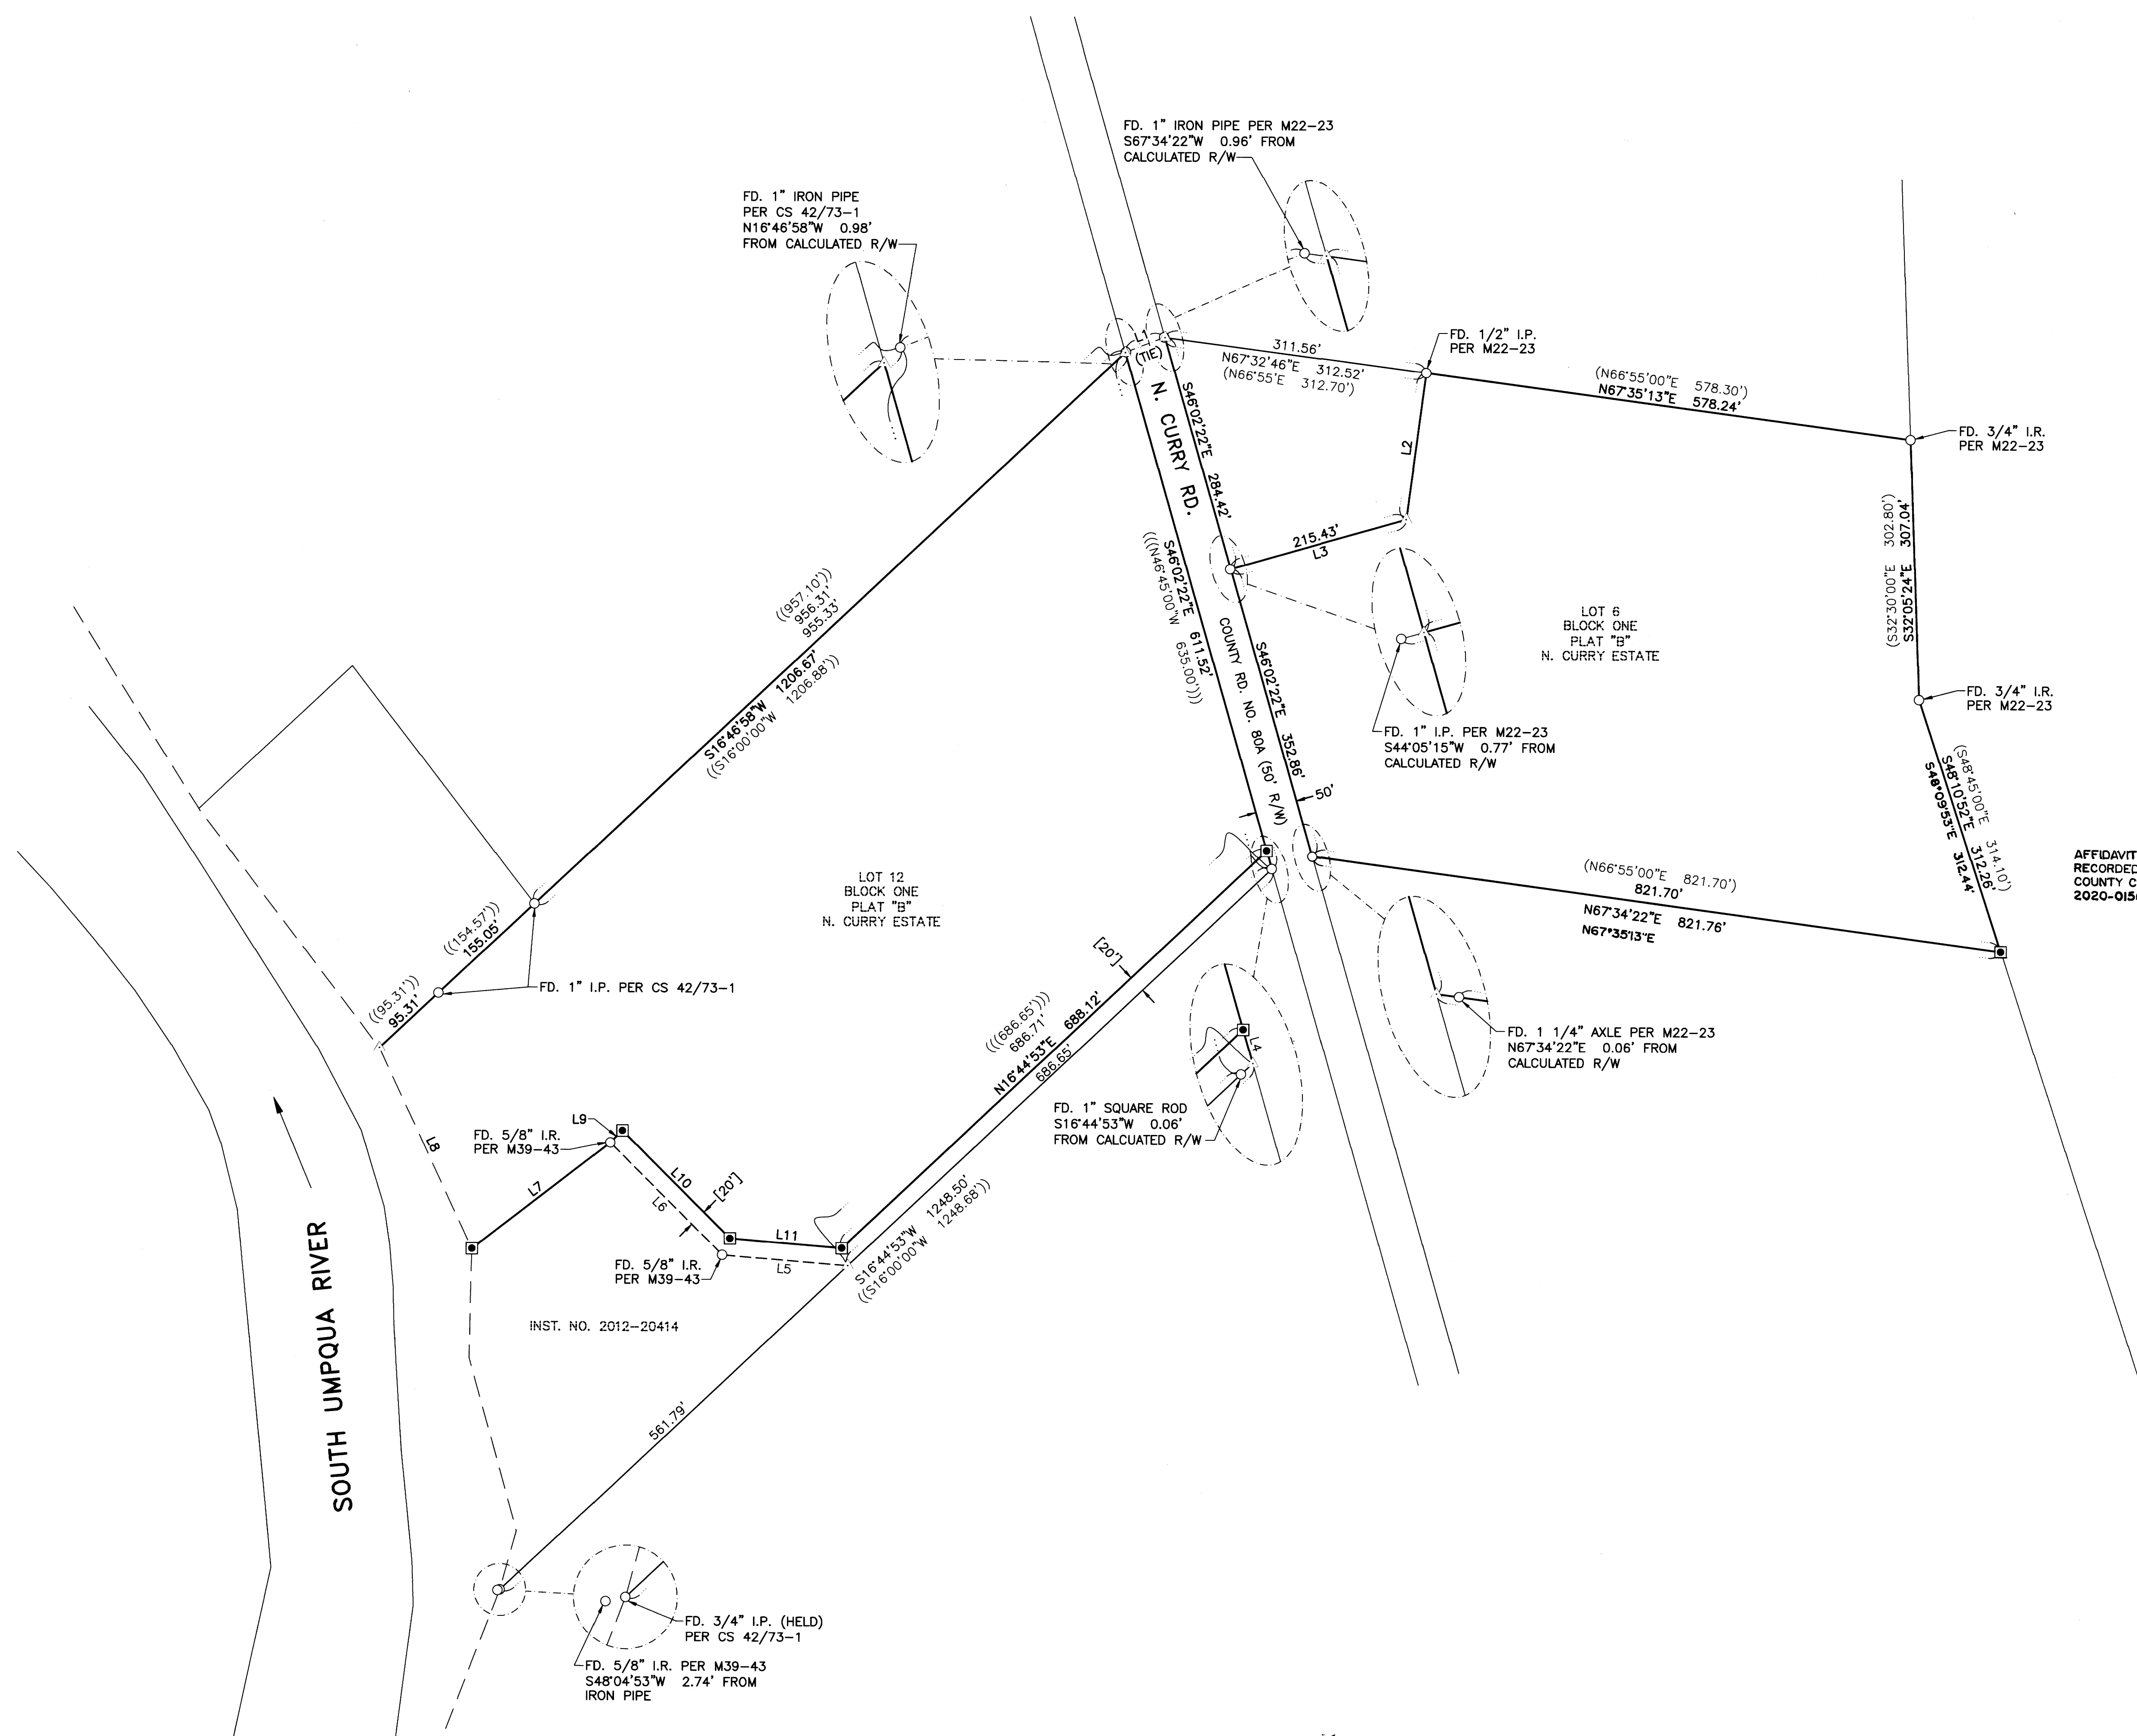 FD. 1" IRON PIPE PER M22-23
S67°34'22"W 0.96' FROM
CALCULATED R/W
FD. 1" IRON PIPE
PER CS 42/73-1
N16°46'58"W 0.98'
FROM CALCULATED R/W
L1
(TIE)
311.56'
N67°32'46"E 312.52'
(N66°55'E 312.70')
FD. 1/2" I.P.
PER M22-23
(N66°55'00"E 578.30')
N67°35'13"E 578.24'
FD. 3/4" I.R.
PER M22-23
N. CURRY RD.
S46°02'22"E 284.42'
L2
215.43'
L3
(S32°30'00"E 302.80')
S32°05'24"E 307.04'
S46°02'22"E 611.52'
(((N46°45'00"W 635.00')))
((957.10'))
956.31'
955.33'
S16°46'58"W 1206.67'
((S16°00'00"W 1206.88'))
COUNTY RD. NO. 80A (50' R/W)
S46°02'22"E 352.86'
50'
LOT 6
BLOCK ONE
PLAT "B"
N. CURRY ESTATE
FD. 1" I.P. PER M22-23
S44°05'15"W 0.77' FROM
CALCULATED R/W
FD. 3/4" I.R.
PER M22-23
(S48°45'00"E 314.10')
S48°10'52"E 312.26'
S48°09'53"E 312.44'
AFFIDAVIT
RECORDED
COUNTY C
2020-015
LOT 12
BLOCK ONE
PLAT "B"
N. CURRY ESTATE
(N66°55'00"E 821.70')
821.70'
N67°34'22"E 821.76'
N67°35'13"E
((154.57'))
155.05'
((95.31'))
95.31'
FD. 1" I.P. PER CS 42/73-1
[20']
(((686.65')))
686.71'
N16°44'53"E 688.12'
686.65'
L4
FD. 1 1/4" AXLE PER M22-23
N67°34'22"E 0.06' FROM
CALCULATED R/W
FD. 1" SQUARE ROD
S16°44'53"W 0.06'
FROM CALCUATED R/W
L8
L9
FD. 5/8" I.R.
PER M39-43
L7
L10
[20']
L6
L11
L5
FD. 5/8" I.R.
PER M39-43
S16°44'53"W 1248.50'
((S16°00'00"W 1248.68'))
INST. NO. 2012-20414
SOUTH UMPQUA RIVER
561.79'
FD. 3/4" I.P. (HELD)
PER CS 42/73-1
FD. 5/8" I.R. PER M39-43
S48°04'53"W 2.74' FROM
IRON PIPE